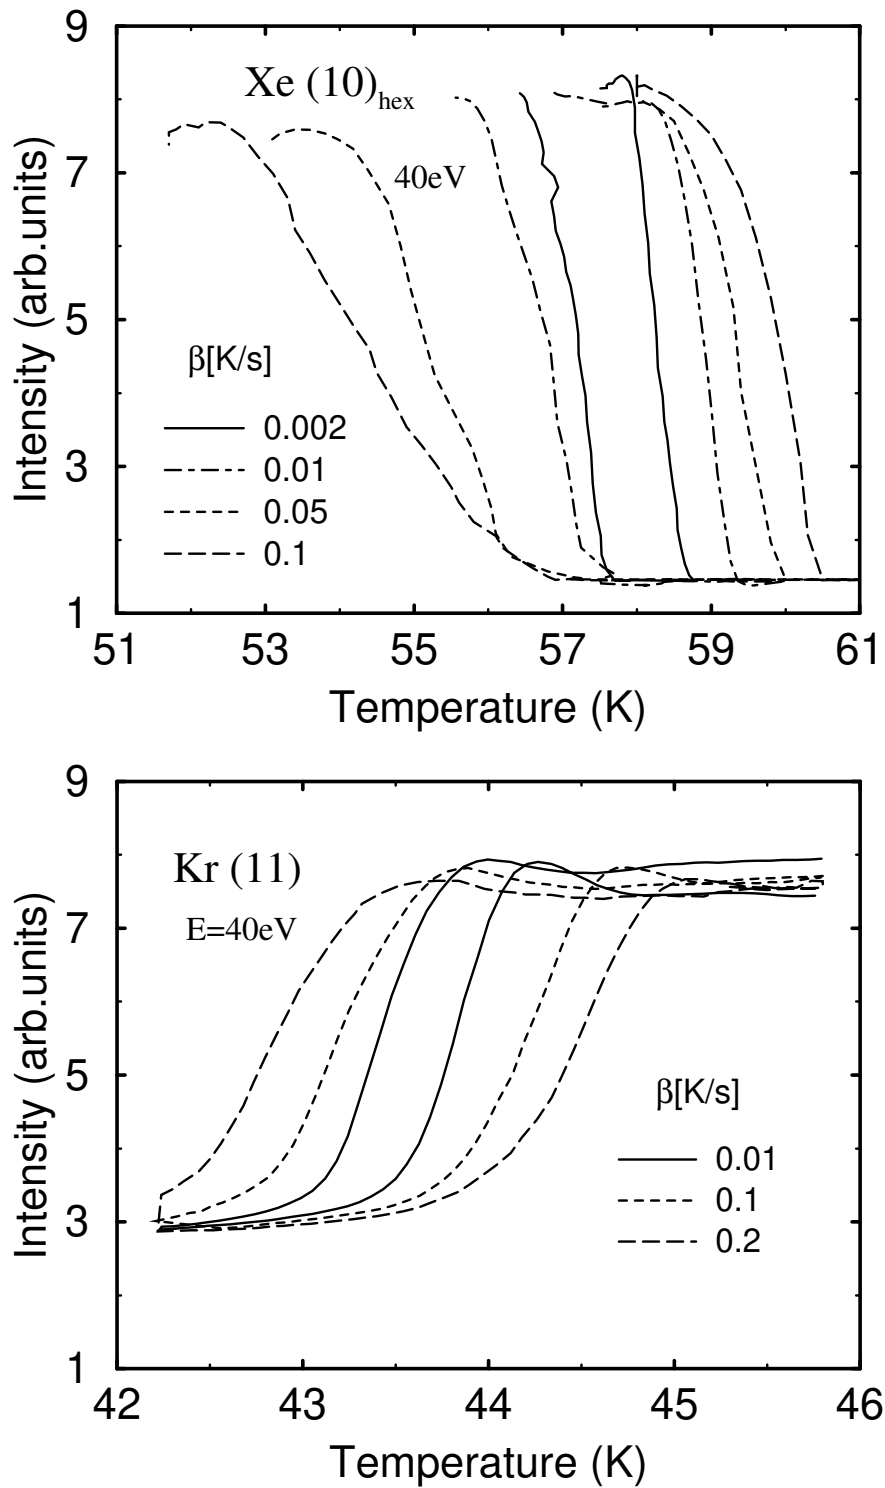 9
7
5
3
1
Intensity (arb.units)
Xe (10)hex
40eV
β[K/s]
0.002
0.01
0.05
0.1
51 53 55 57 59 61
Temperature (K)
9
7
5
3
1
Intensity (arb.units)
Kr (11)
E=40eV
β[K/s]
0.01
0.1
0.2
42 43 44 45 46
Temperature (K)